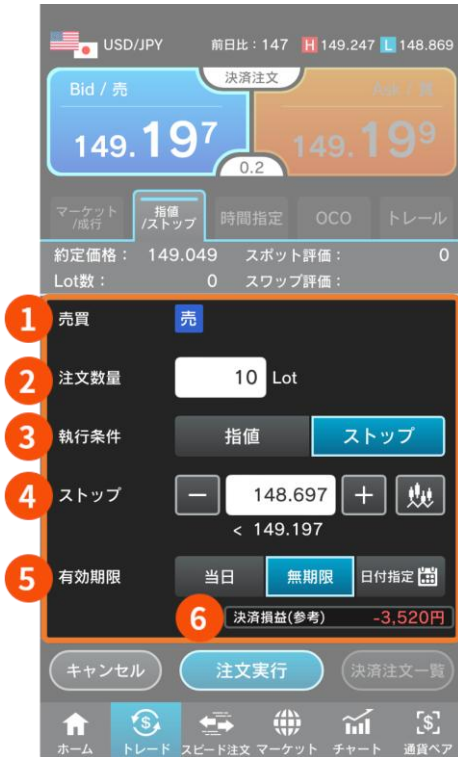 USD/JPY 前日比：147 H 149.247 L 148.869
決済注文
Bid / 売
149.197 149.199
0.2
マーケット/成行 指値/ストップ 時間指定 OCO トレール
約定価格： 149.049 スポット評価： 0
Lot数： 0 スワップ評価：
1 売買 売
2 注文数量 10 Lot
3 執行条件 指値 ストップ
4 ストップ － 148.697 ＋
< 149.197
5 有効期限 当日 無期限 日付指定
6 決済損益(参考) -3,520円
キャンセル 注文実行 決済注文一覧
ホーム トレード スピード注文 マーケット チャート 通貨ペア